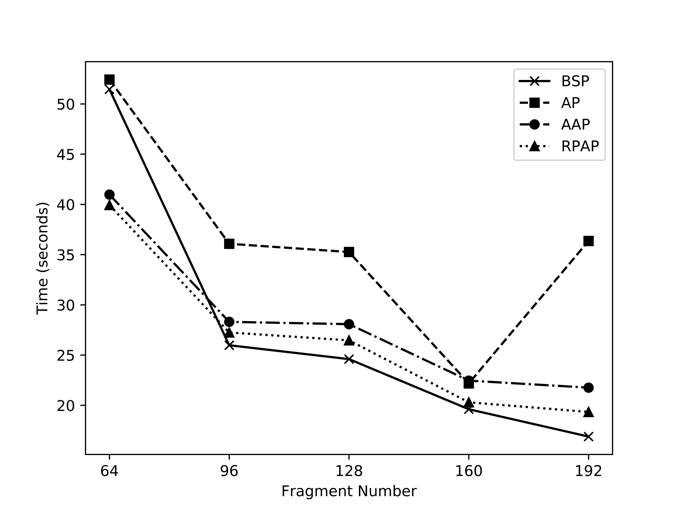 BSP
AP
AAP
RPAP
Time (seconds)
50
45
40
35
30
25
20
64 96 128 160 192
Fragment Number